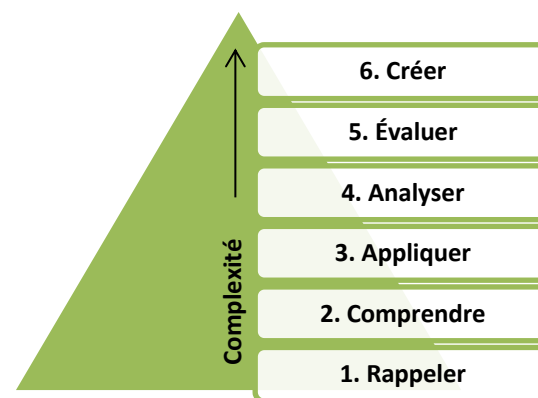 6. Créer
5. Évaluer
4. Analyser
3. Appliquer
2. Comprendre
1. Rappeler
Complexité